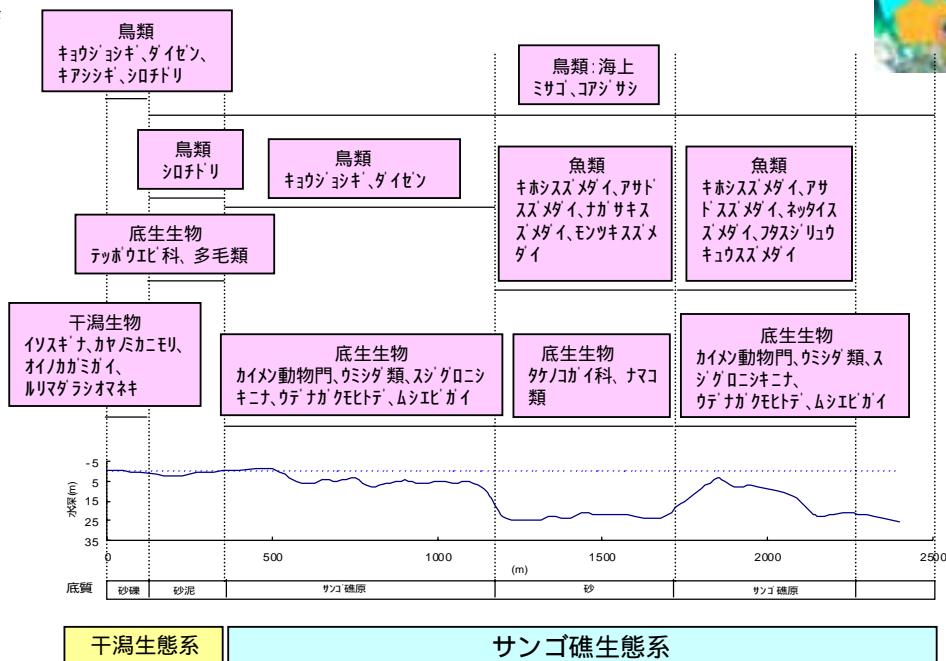 鳥類
キョウジョシギ、ダイゼン、
キアシシギ、シロチドリ
鳥類:海上
ミサゴ、コアジサシ
鳥類
シロチドリ
鳥類
キョウジョシギ、ダイゼン
魚類
キホシスズメダイ、アサド
スズメダイ、ナガサキス
ズメダイ、モンツキスズメ
ダイ
魚類
キホシスズメダイ、アサ
ドスズメダイ、ネッタイス
ズメダイ、フタスジリュウ
キュウスズメダイ
底生生物
テッポウエビ科、多毛類
干潟生物
イソスギナ、カヤノミカニモリ、
オイノカガミガイ、
ルリマダラシオマネキ
底生生物
カイメン動物門、ウミシダ類、スジグロニシ
キニナ、ウデナガクモヒトデ、ムシエビガイ
底生生物
タケノコガイ科、ナマコ
類
底生生物
カイメン動物門、ウミシダ類、ス
ジグロニシキニナ、
ウデナガクモヒトデ、ムシエビガイ
水深(m)
-5
5
15
25
35
0 500 1000 1500 2000 2500
(m)
底質 砂礫 砂泥 サンゴ礁原 砂 サンゴ礁原
干潟生態系 サンゴ礁生態系